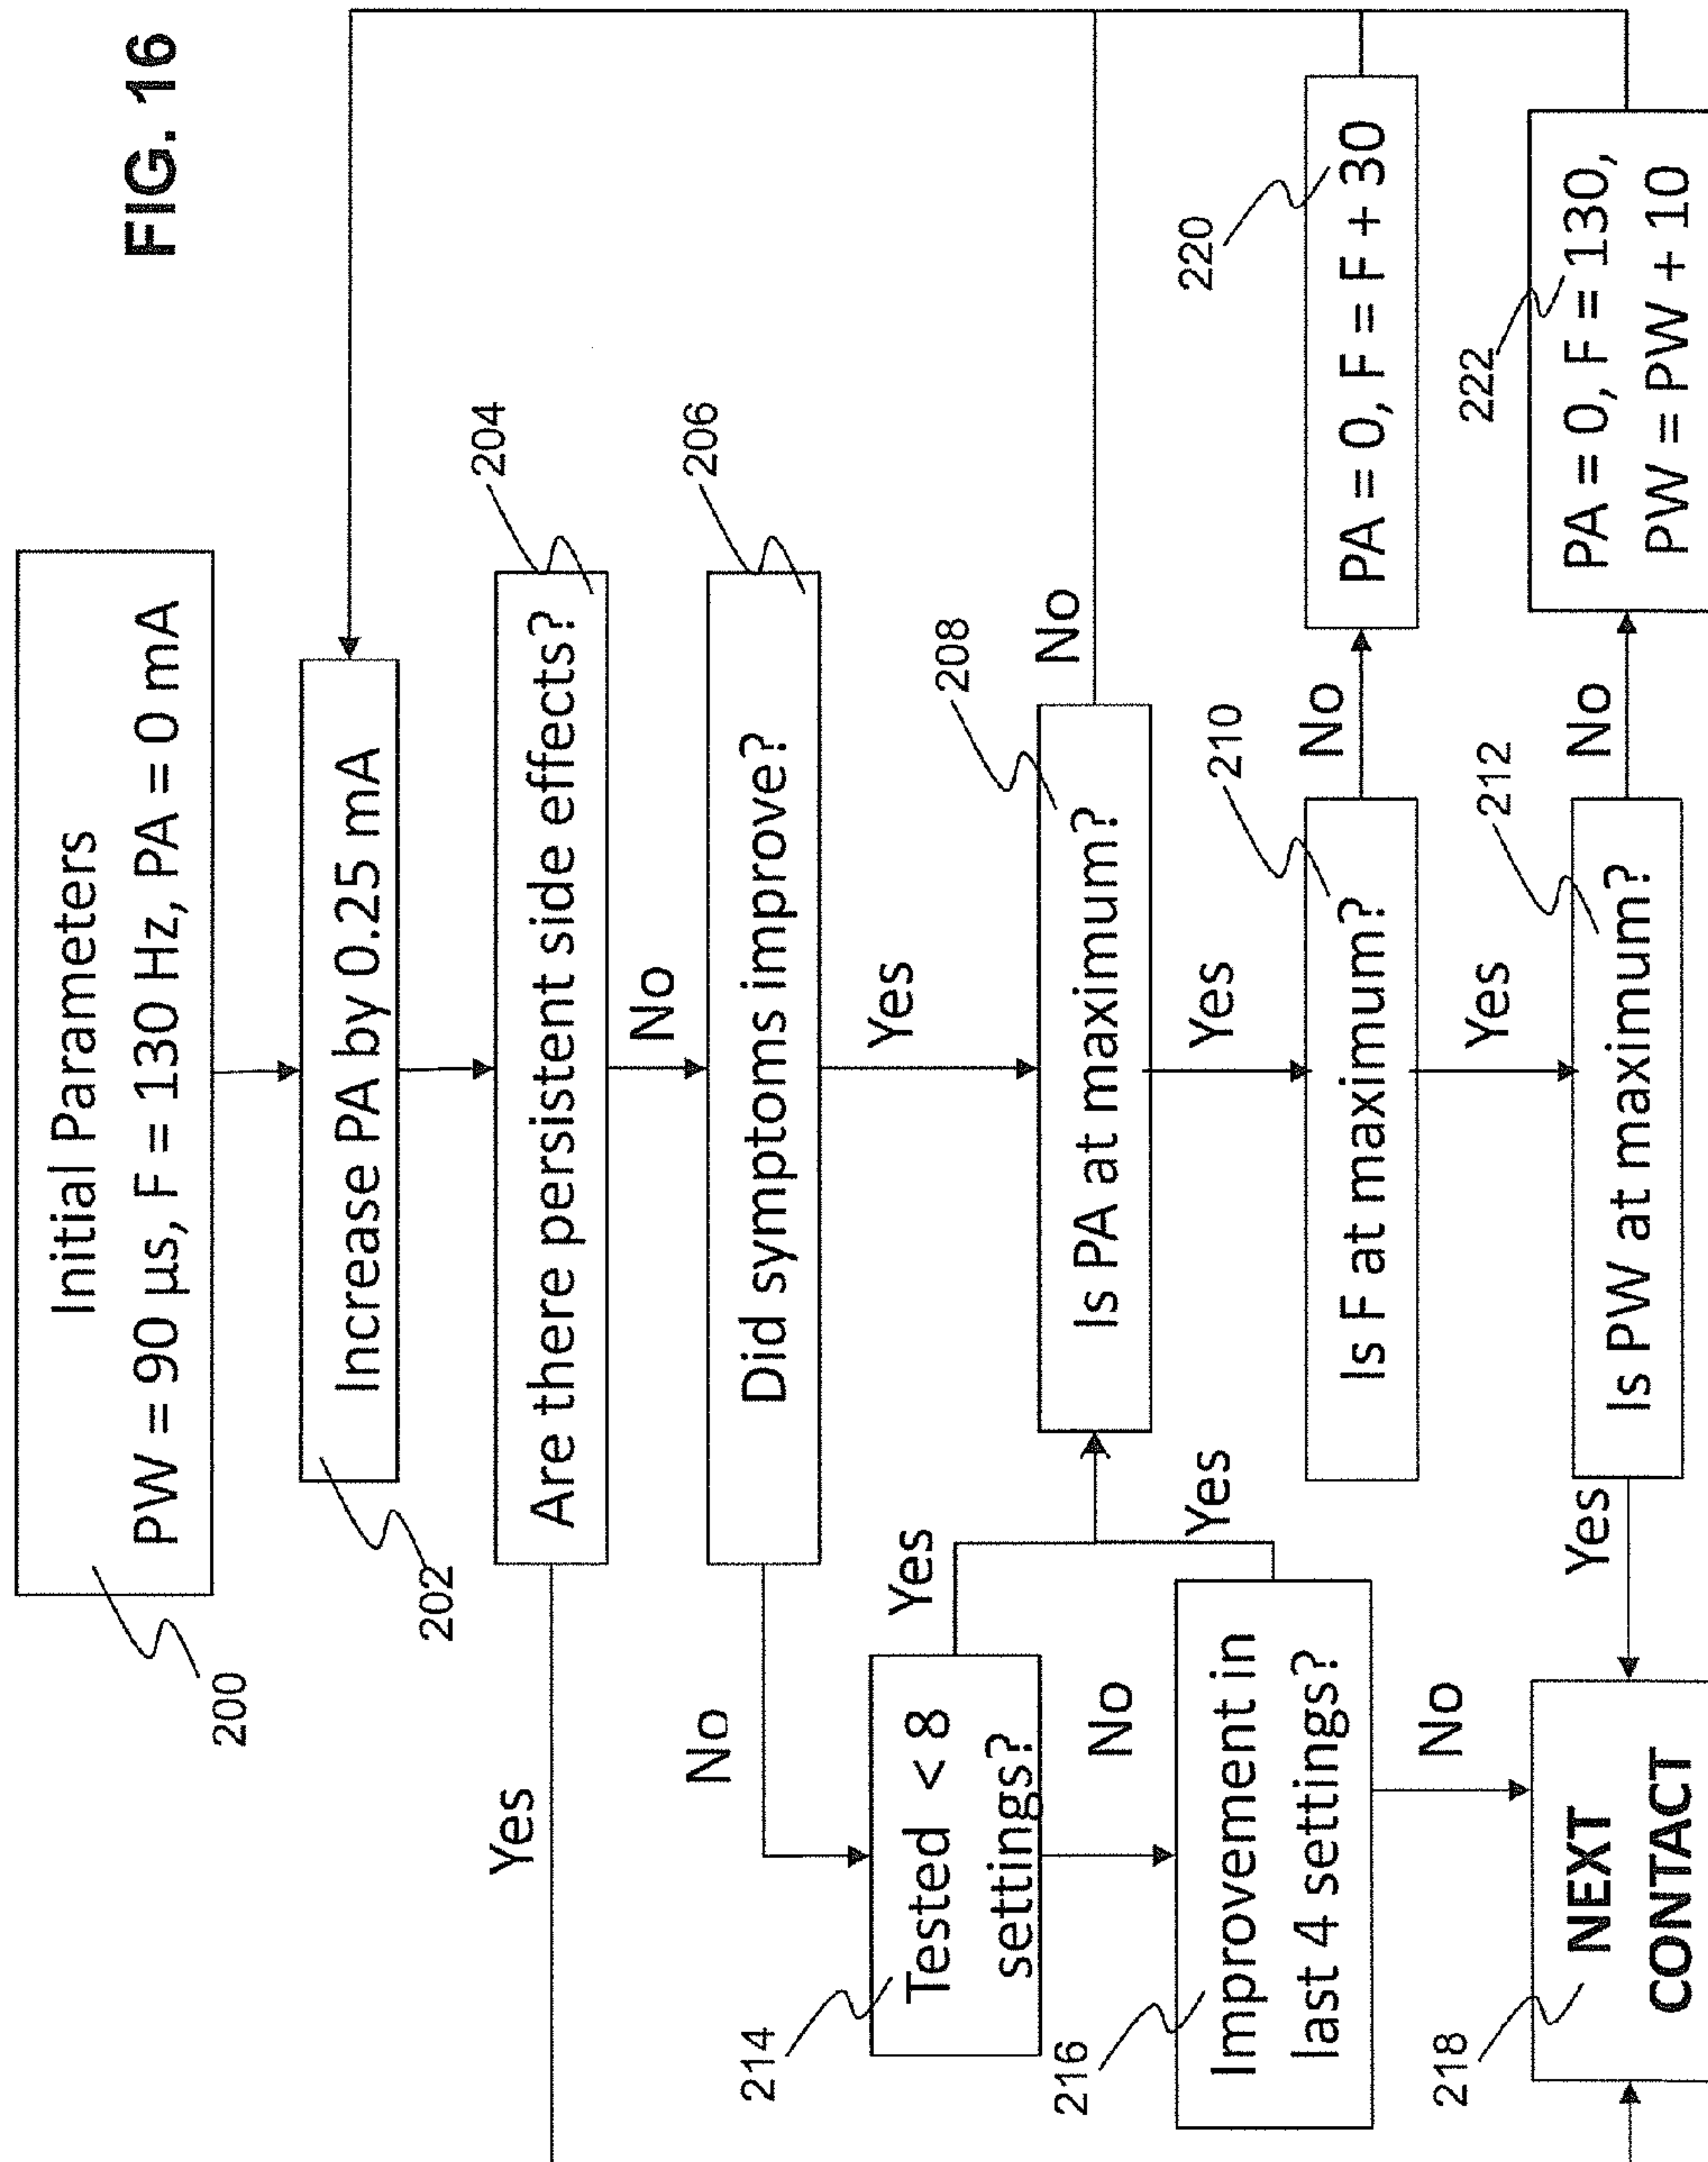 FIG. 16
Initial Parameters
PW = 90 µs, F = 130 Hz, PA = 0 mA
200
Increase PA by 0.25 mA
202
Are there persistent side effects?
204
Yes
No
Did symptoms improve?
206
No
Yes
Tested < 8
settings?
214
Yes
No
Is PA at maximum?
208
No
Yes
Improvement in
last 4 settings?
216
Yes
No
Is F at maximum?
210
No
Yes
PA = 0, F = F + 30
220
Is PW at maximum?
212
Yes
No
PA = 0, F = 130,
PW = PW + 10
222
NEXT
CONTACT
218